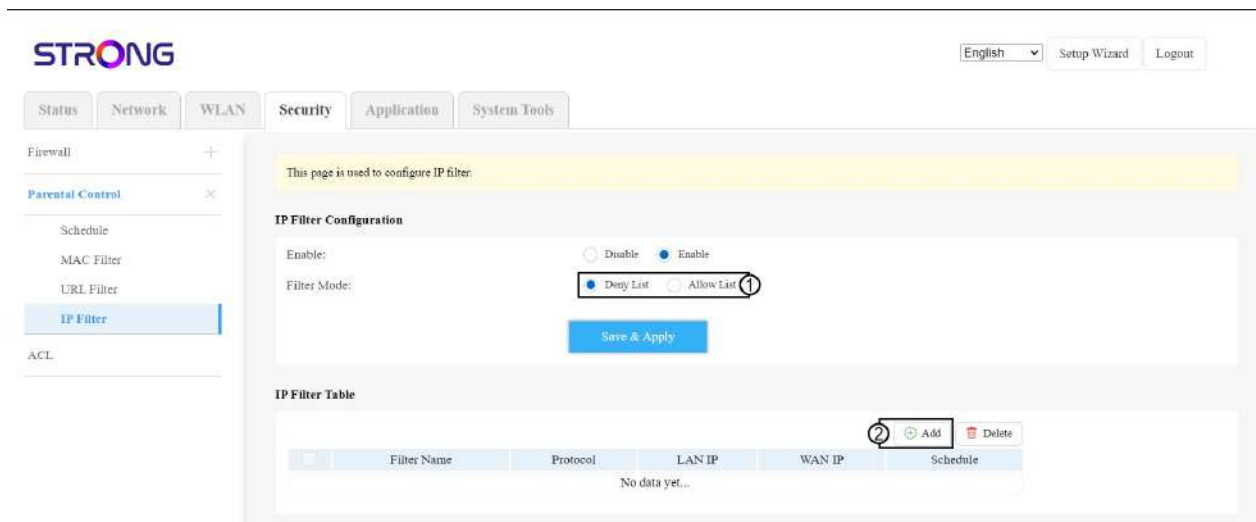 STRONG
English Setup Wizard Logout
Status Network WLAN Security Application System Tools
Firewall
This page is used to configure IP filter.
Parental Control
IP Filter Configuration
Schedule
Enable: Disable Enable
MAC Filter
Filter Mode: Deny List Allow List 1
URL Filter
IP Filter
Save & Apply
ACL
IP Filter Table
2 Add Delete
Filter Name Protocol LAN IP WAN IP Schedule
No data yet...